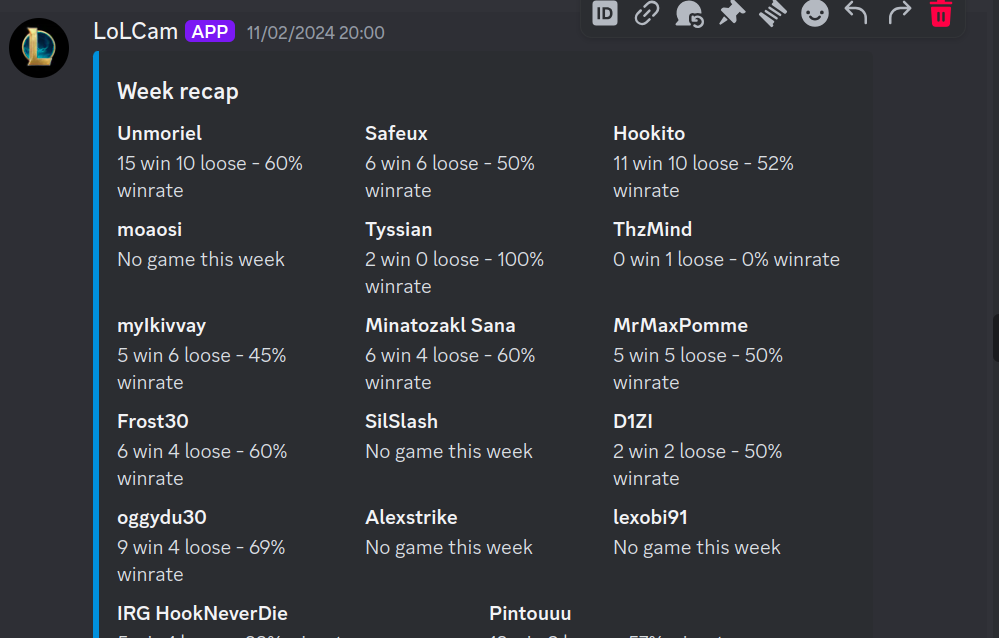 LoLCam APP 11/02/2024 20:00
ID
Week recap
Unmoriel
15 win 10 loose - 60%
winrate
Safeux
6 win 6 loose - 50%
winrate
Hookito
11 win 10 loose - 52%
winrate
moaosi
No game this week
Tyssian
2 win 0 loose - 100%
winrate
ThzMind
0 win 1 loose - 0% winrate
mylkivvay
5 win 6 loose - 45%
winrate
Minatozakl Sana
6 win 4 loose - 60%
winrate
MrMaxPomme
5 win 5 loose - 50%
winrate
Frost30
6 win 4 loose - 60%
winrate
SilSlash
No game this week
D1ZI
2 win 2 loose - 50%
winrate
oggydu30
9 win 4 loose - 69%
winrate
Alexstrike
No game this week
lexobi91
No game this week
IRG HookNeverDie
Pintouuu